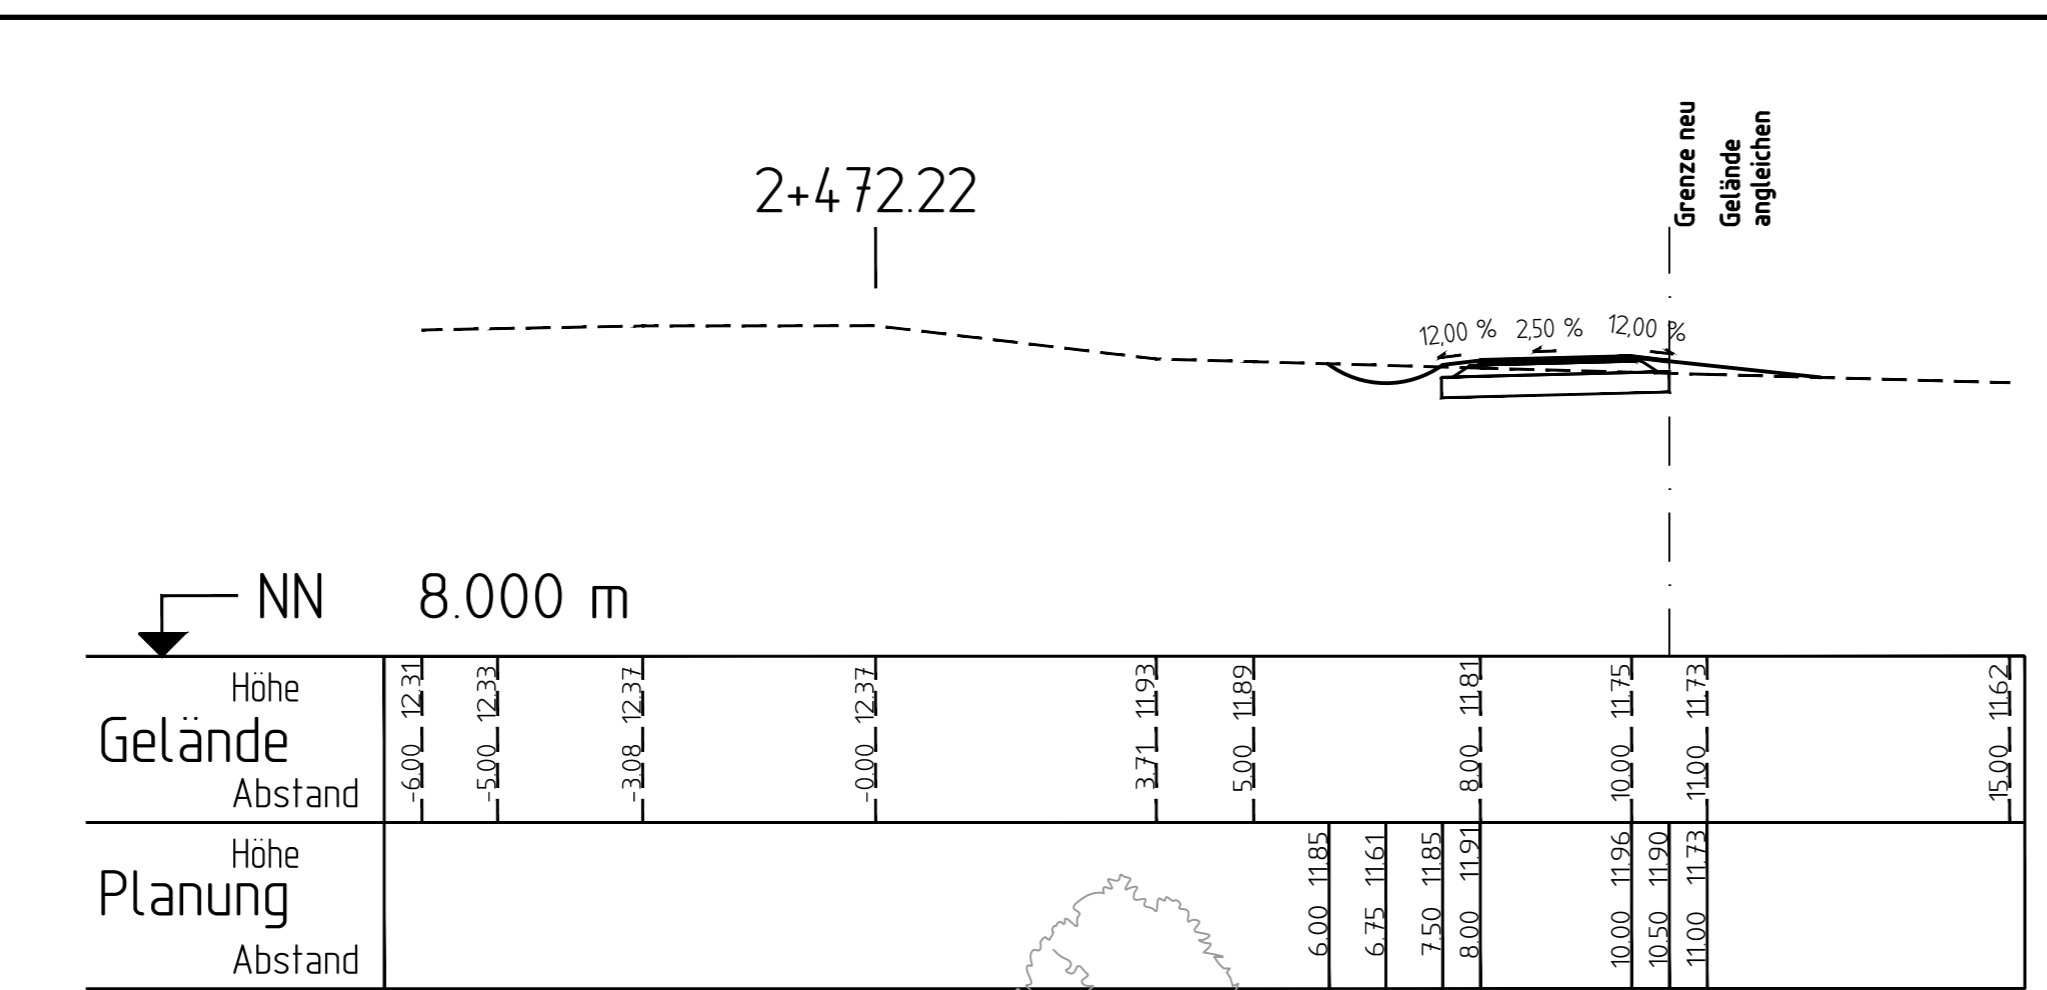 Grenze neu
Gelände
angleichen
2+472.22
12,00 % 2,50 % 12,00 %
NN 8.000 m
Gelände
Höhe 12.31 12.33 12.37 12.37 11.93 11.89 11.81 11.75 11.73 11.62
Abstand -6.00 -5.00 -3.08 -0.00 3.71 5.00 8.00 10.00 11.00 15.00
Planung
Höhe 11.85 11.61 11.85 11.91 11.96 11.90 11.73
Abstand 6.00 6.75 7.50 8.00 10.00 10.50 11.00